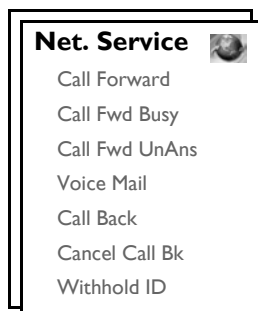 Net. Service
Call Forward
Call Fwd Busy
Call Fwd UnAns
Voice Mail
Call Back
Cancel Call Bk
Withhold ID